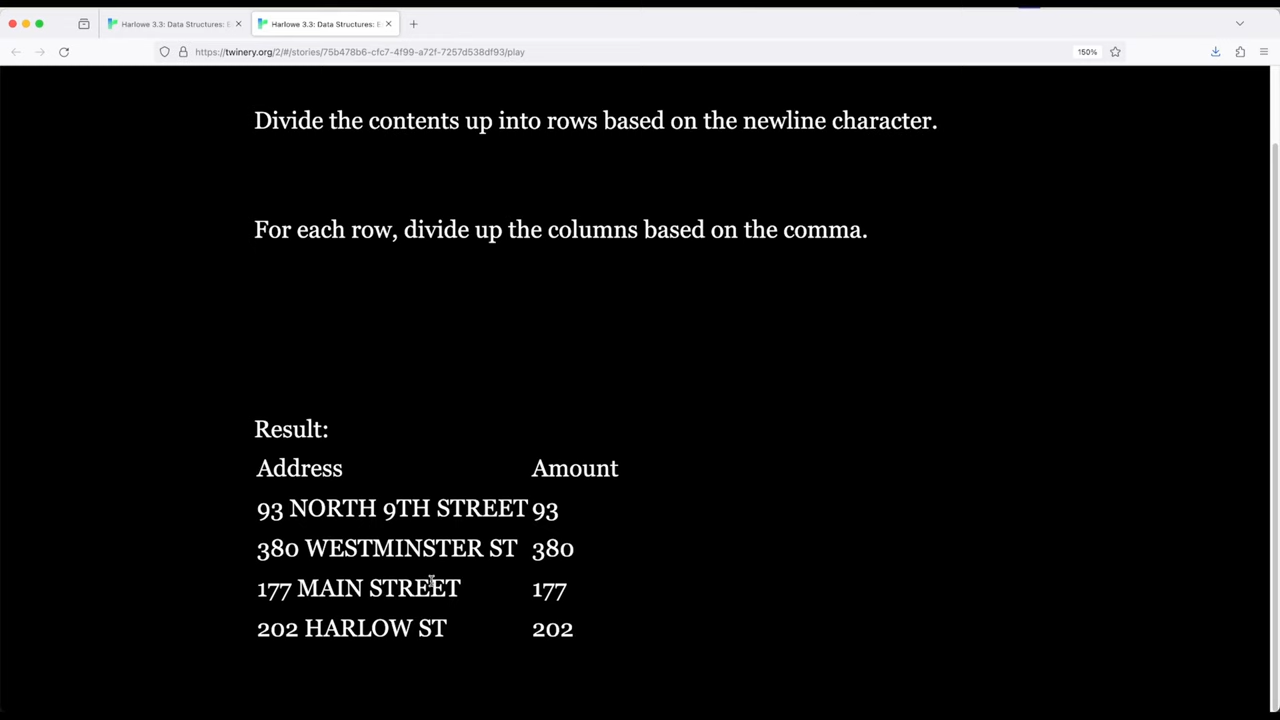 Harlowe 3.3: Data Structures: E
Harlowe 3.3: Data Structures: E
https://twinery.org/2/#/stories/75b478b6-cfc7-4f99-a72f-7257d538df93/play
150%
Divide the contents up into rows based on the newline character.
For each row, divide up the columns based on the comma.
Result:
Address Amount
93 NORTH 9TH STREET 93
380 WESTMINSTER ST 380
177 MAIN STREET 177
202 HARLOW ST 202